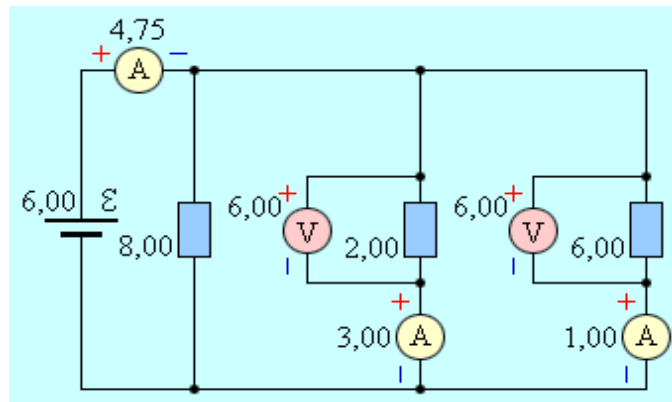 4,75
+ A −
6,00 ε
8,00
+
6,00 V
−
2,00
+
6,00 V
−
6,00
+
3,00 A
−
+
1,00 A
−